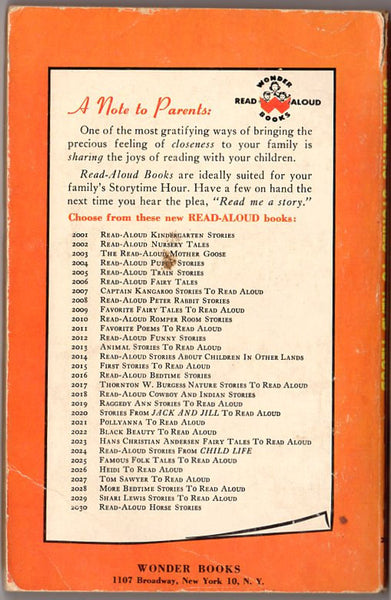 WONDER
READ ALOUD
BOOKS
A Note to Parents:
One of the most gratifying ways of bringing the
precious feeling of closeness to your family is
sharing the joys of reading with your children.
Read-Aloud Books are ideally suited for your
family's Storytime Hour. Have a few on hand the
next time you hear the plea, "Read me a story."
Choose from these new READ-ALOUD books:
2001 Read-Aloud Kindergarten Stories
2002 Read-Aloud Nursery Tales
2003 The Read-Aloud Mother Goose
2004 Read-Aloud Puppy Stories
2005 Read-Aloud Train Stories
2006 Read-Aloud Fairy Tales
2007 Captain Kangaroo Stories To Read Aloud
2008 Read-Aloud Peter Rabbit Stories
2009 Favorite Fairy Tales To Read Aloud
2010 Read-Aloud Romper Room Stories
2011 Favorite Poems To Read Aloud
2012 Read-Aloud Funny Stories
2013 Animal Stories To Read Aloud
2014 Read-Aloud Stories About Children In Other Lands
2015 First Stories To Read Aloud
2016 Read-Aloud Bedtime Stories
2017 Thornton W. Burgess Nature Stories To Read Aloud
2018 Read-Aloud Cowboy And Indian Stories
2019 Raggedy Ann Stories To Read Aloud
2020 Stories From JACK AND JILL To Read Aloud
2021 Pollyanna To Read Aloud
2022 Black Beauty To Read Aloud
2023 Hans Christian Andersen Fairy Tales To Read Aloud
2024 Read-Aloud Stories From CHILD LIFE
2025 Famous Folk Tales To Read Aloud
2026 Heidi To Read Aloud
2027 Tom Sawyer To Read Aloud
2028 More Bedtime Stories To Read Aloud
2029 Shari Lewis Stories To Read Aloud
2030 Read-Aloud Horse Stories
WONDER BOOKS
1107 Broadway, New York 10, N. Y.